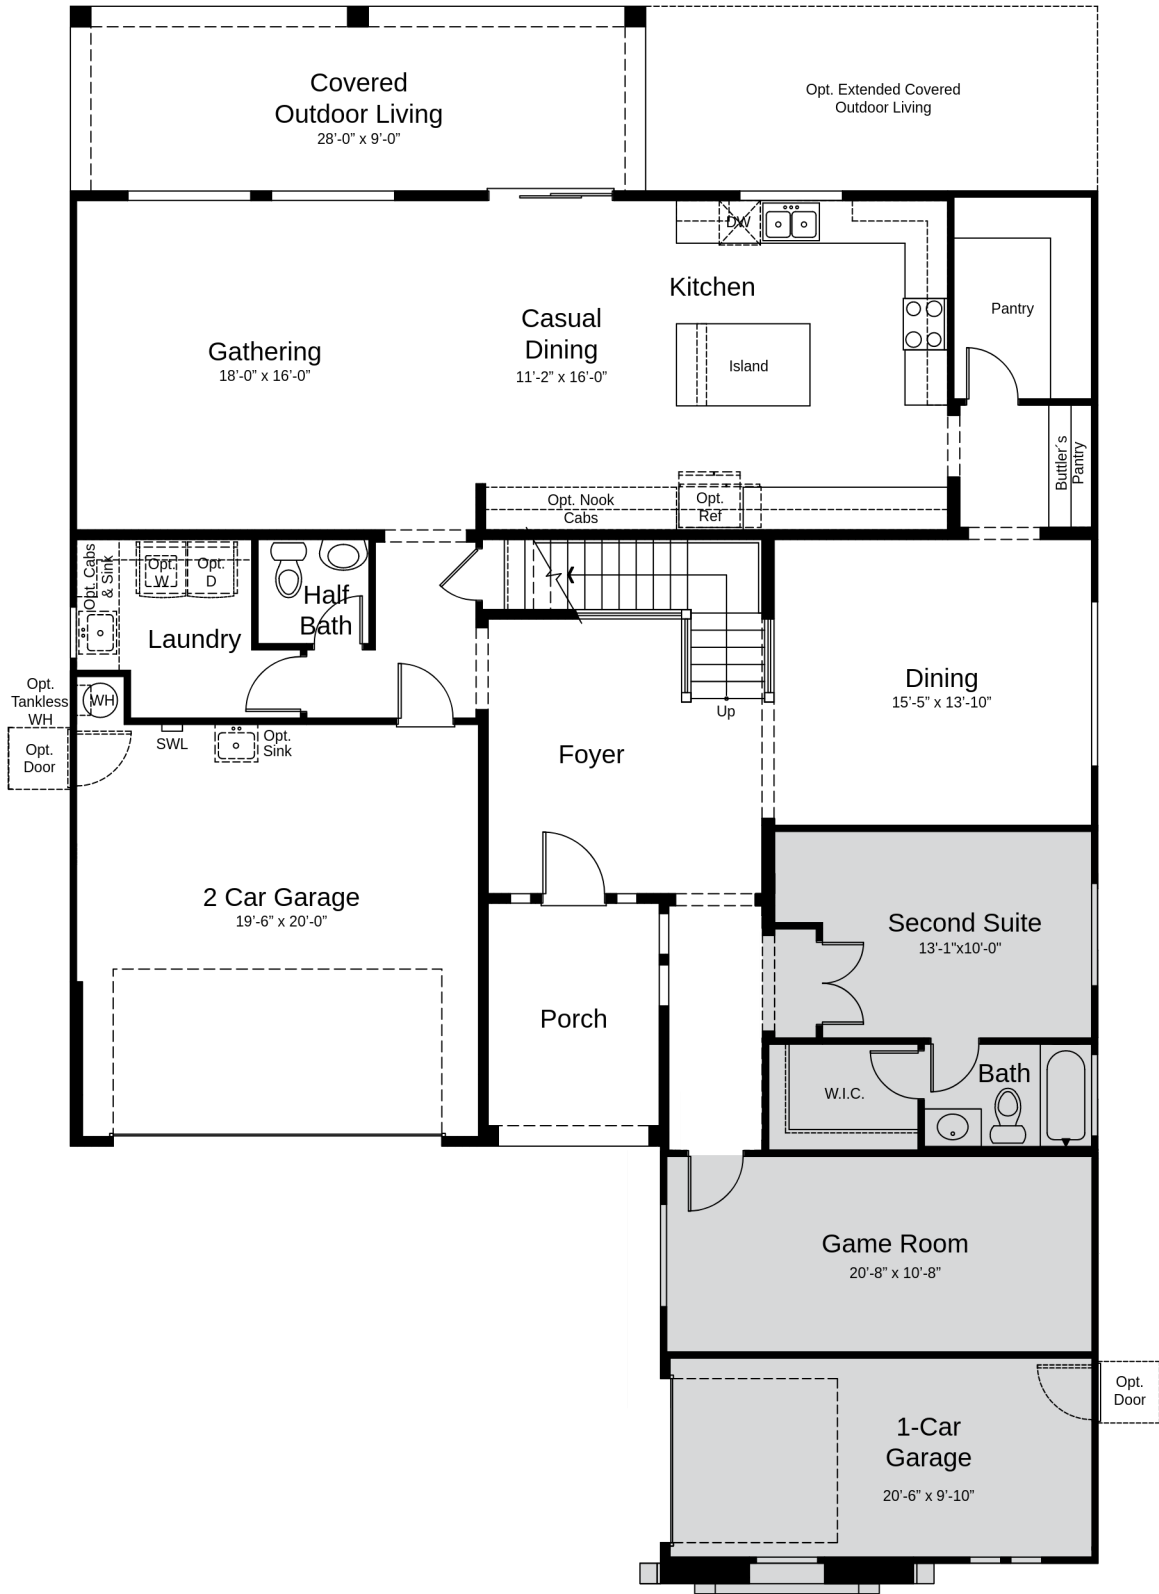 Covered
Outdoor Living
28'-0” x 9'-0”
Opt. Extended Covered
Outdoor Living
DW
Kitchen
Pantry
Casual
Dining
11'-2” x 16'-0”
Gathering
18'-0” x 16'-0”
Island
Buttler´s
Pantry
Opt. Nook
Cabs
Opt.
Ref
Opt. Cabs
& Sink
Opt.
W
Opt.
D
Half
Bath
Laundry
Opt.
Tankless
WH
WH
Opt.
Door
SWL
Opt.
Sink
Up
Dining
15'-5” x 13'-10”
Foyer
2 Car Garage
19'-6” x 20'-0”
Second Suite
13'-1"x10'-0"
Porch
Bath
W.I.C.
Game Room
20'-8” x 10'-8”
Opt.
Door
1-Car
Garage
20'-6” x 9'-10”